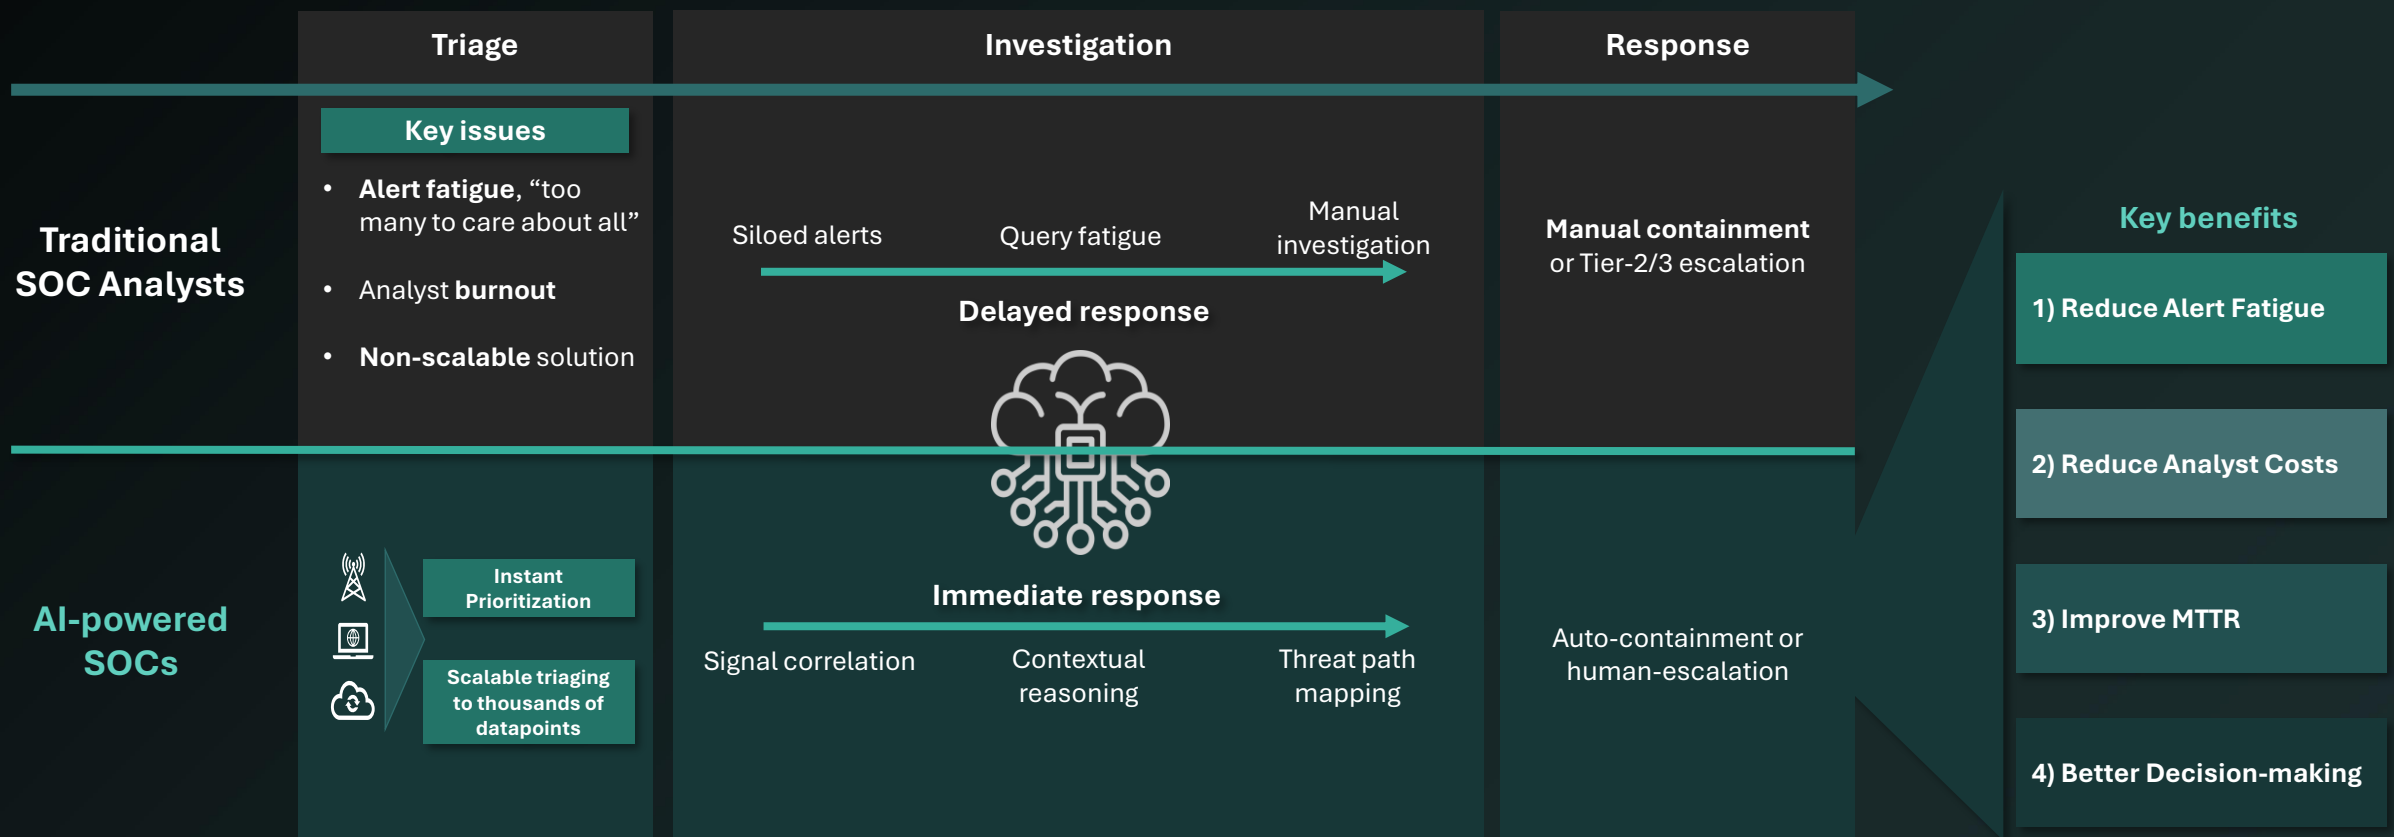 Triage
Investigation
Response
Traditional
SOC Analysts
Key issues
• Alert fatigue, “too
many to care about all”
• Analyst burnout
• Non-scalable solution
Siloed alerts
Query fatigue
Manual
investigation
Delayed response
Manual containment
or Tier-2/3 escalation
AI-powered
SOCs
Instant
Prioritization
Scalable triaging
to thousands of
datapoints
Immediate response
Signal correlation
Contextual
reasoning
Threat path
mapping
Auto-containment or
human-escalation
Key benefits
1) Reduce Alert Fatigue
2) Reduce Analyst Costs
3) Improve MTTR
4) Better Decision-making